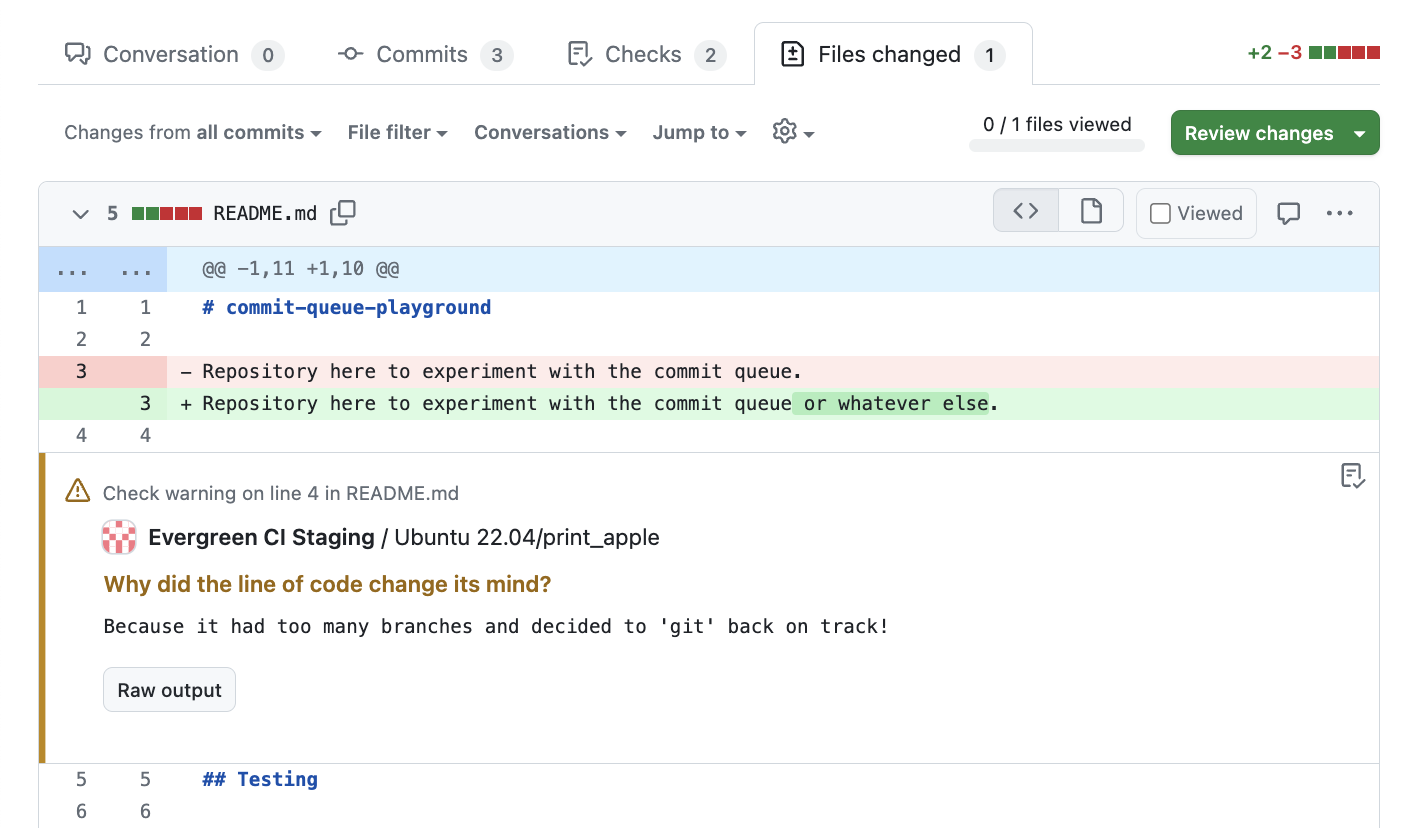 Conversation 0 Commits 3 Checks 2 Files changed 1 +2 −3
Changes from all commits File filter Conversations Jump to 0 / 1 files viewed Review changes
5 README.md Viewed
... ... @@ -1,11 +1,10 @@
1 1 # commit-queue-playground
2 2
3 - Repository here to experiment with the commit queue.
3 + Repository here to experiment with the commit queue or whatever else.
4 4
Check warning on line 4 in README.md
Evergreen CI Staging / Ubuntu 22.04/print_apple
Why did the line of code change its mind?
Because it had too many branches and decided to 'git' back on track!
Raw output
5 5 ## Testing
6 6